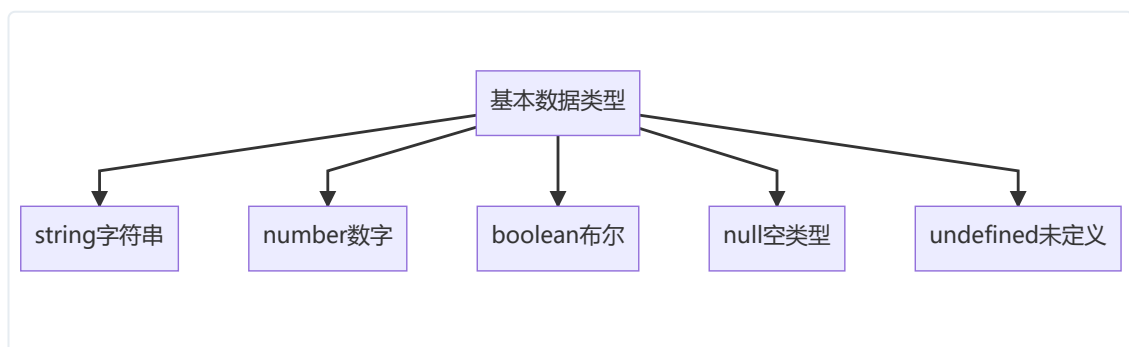 基本数据类型
string字符串
number数字
boolean布尔
null空类型
undefined未定义